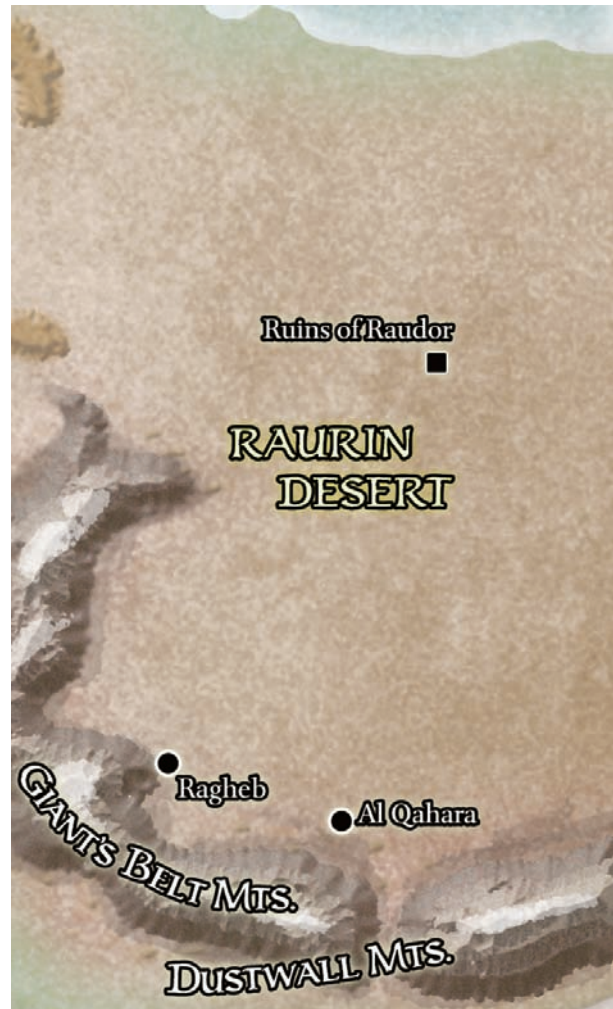 Ruins of Raudor
RAURIN
DESERT
Ragheb
Al Qahara
GIANT'S BELT MTS.
DUSTWALL MTS.